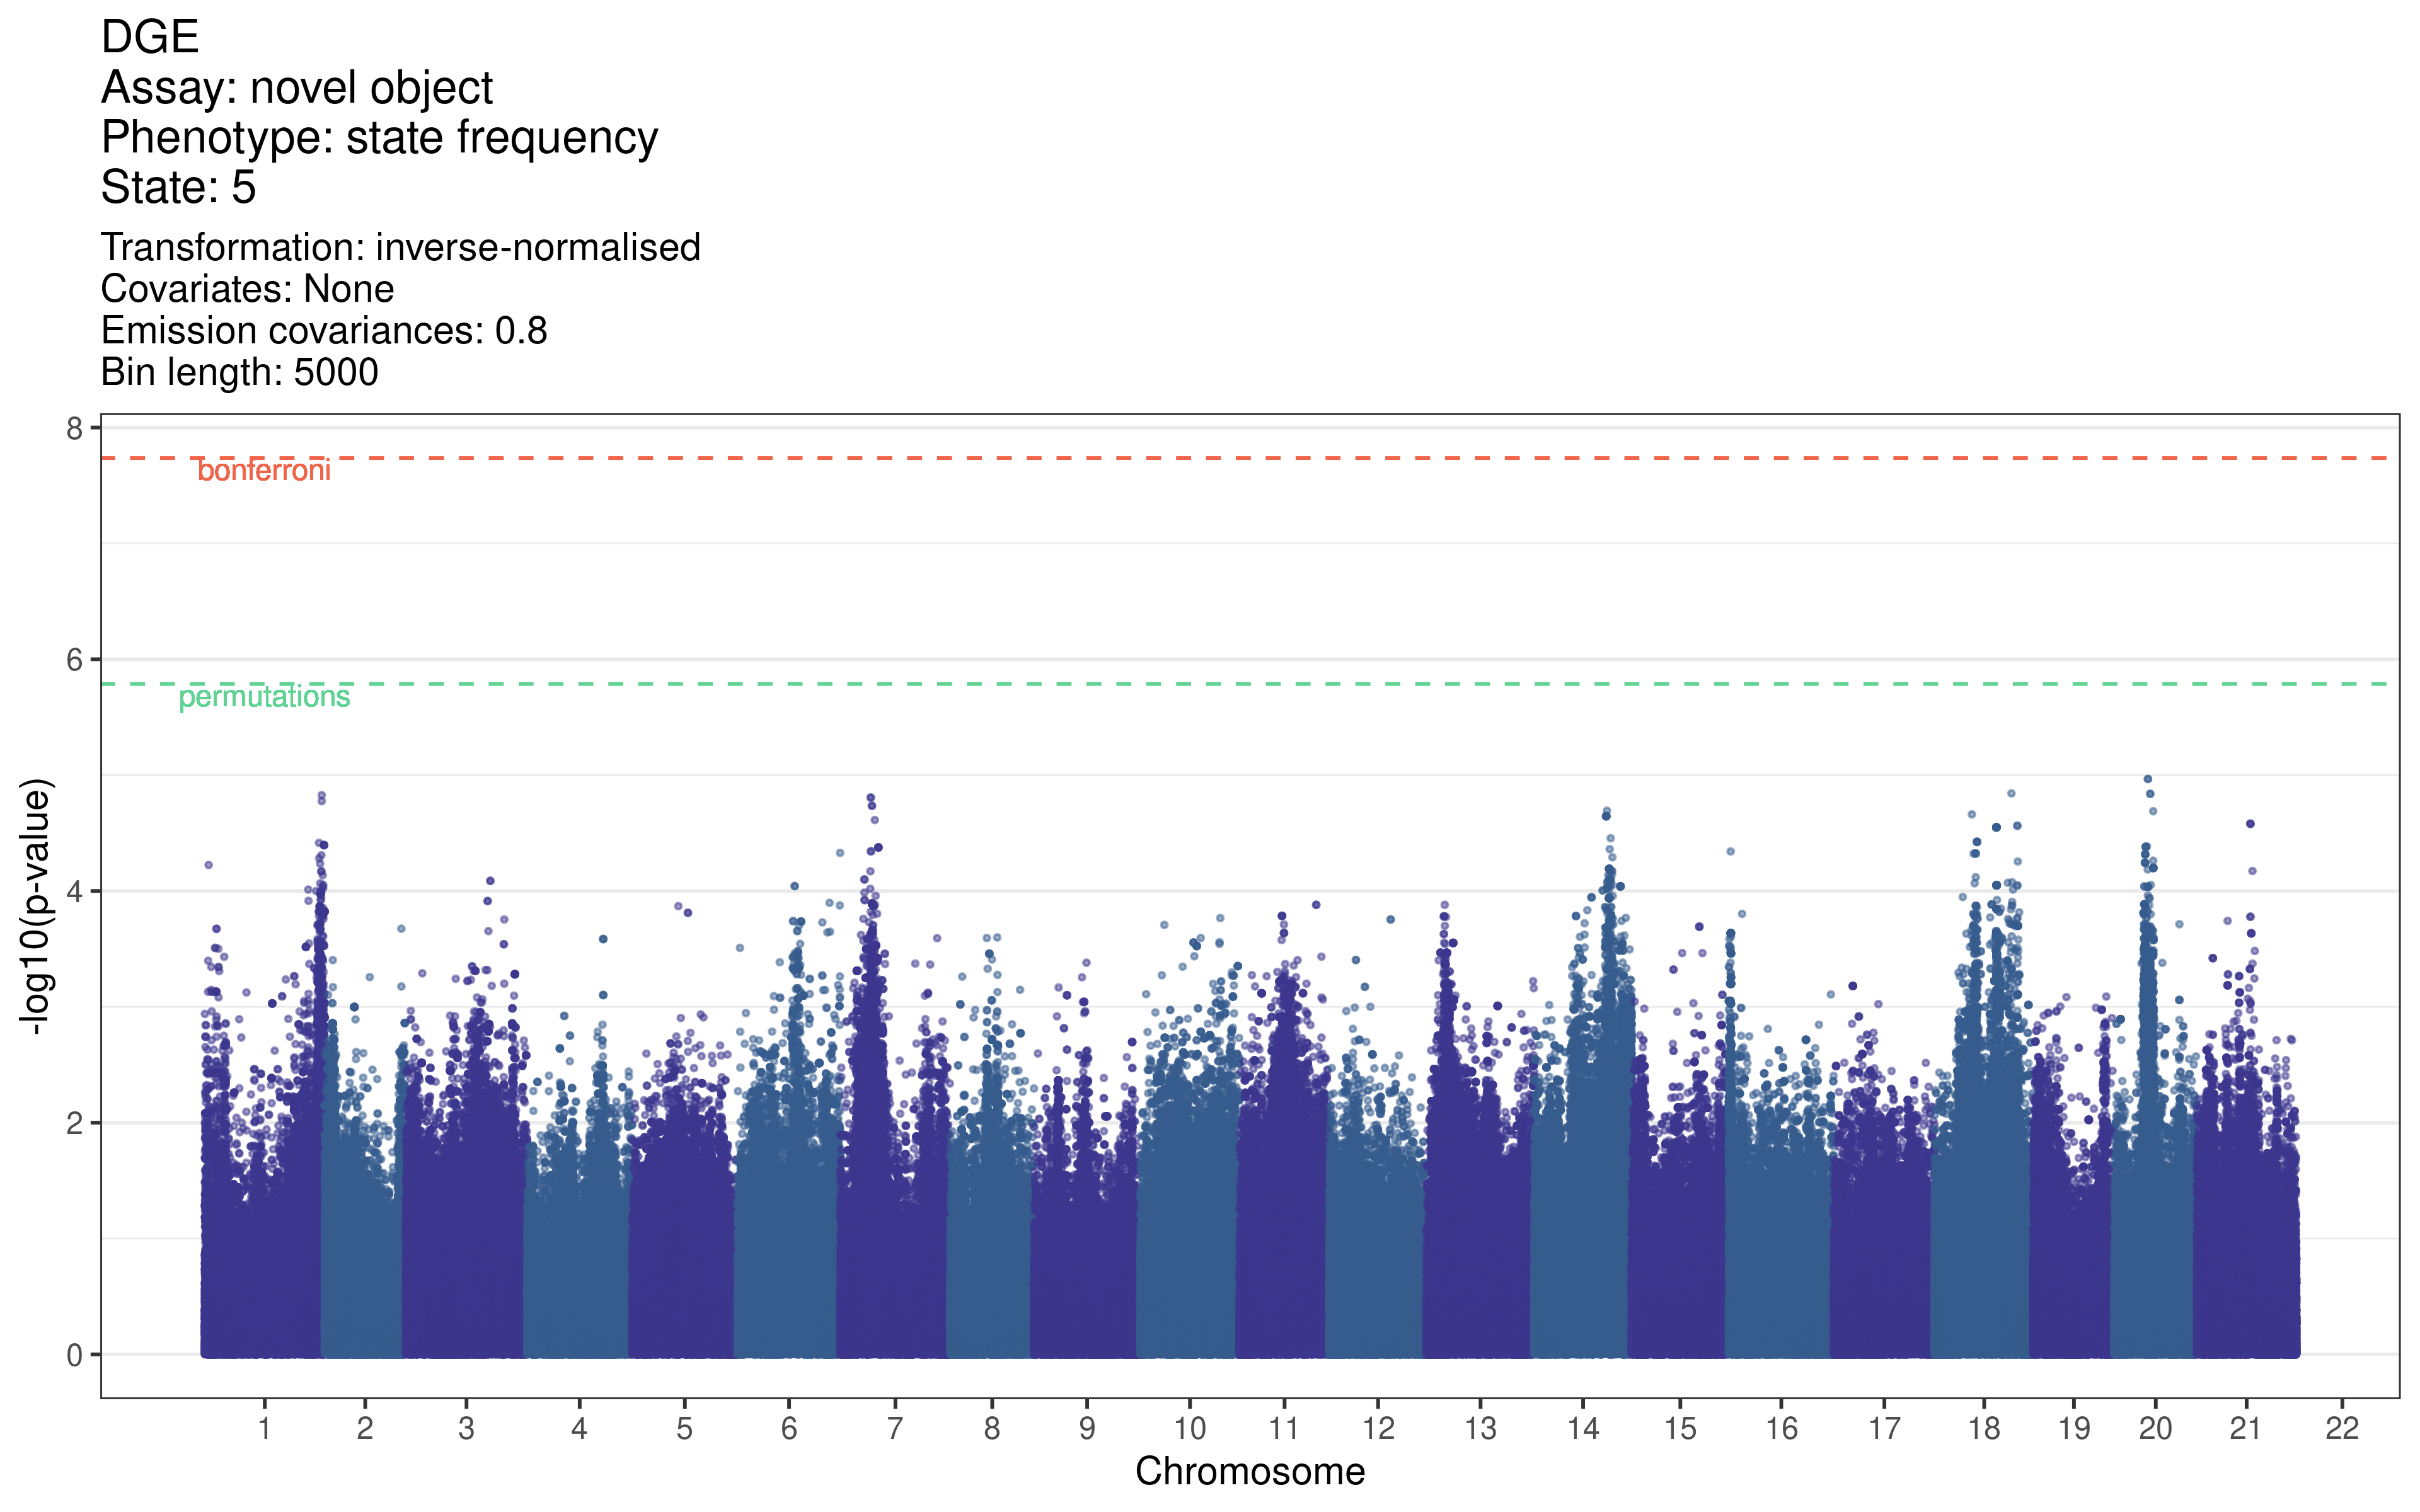 DGE
Assay: novel object
Phenotype: state frequency
State: 5
Transformation: inverse-normalised
Covariates: None
Emission covariances: 0.8
Bin length: 5000
8
bonferroni
6
permutations
4
2
0
-log10(p-value)
1 2 3 4 5 6 7 8 9 10 11 12 13 14 15 16 17 18 19 20 21 22
Chromosome